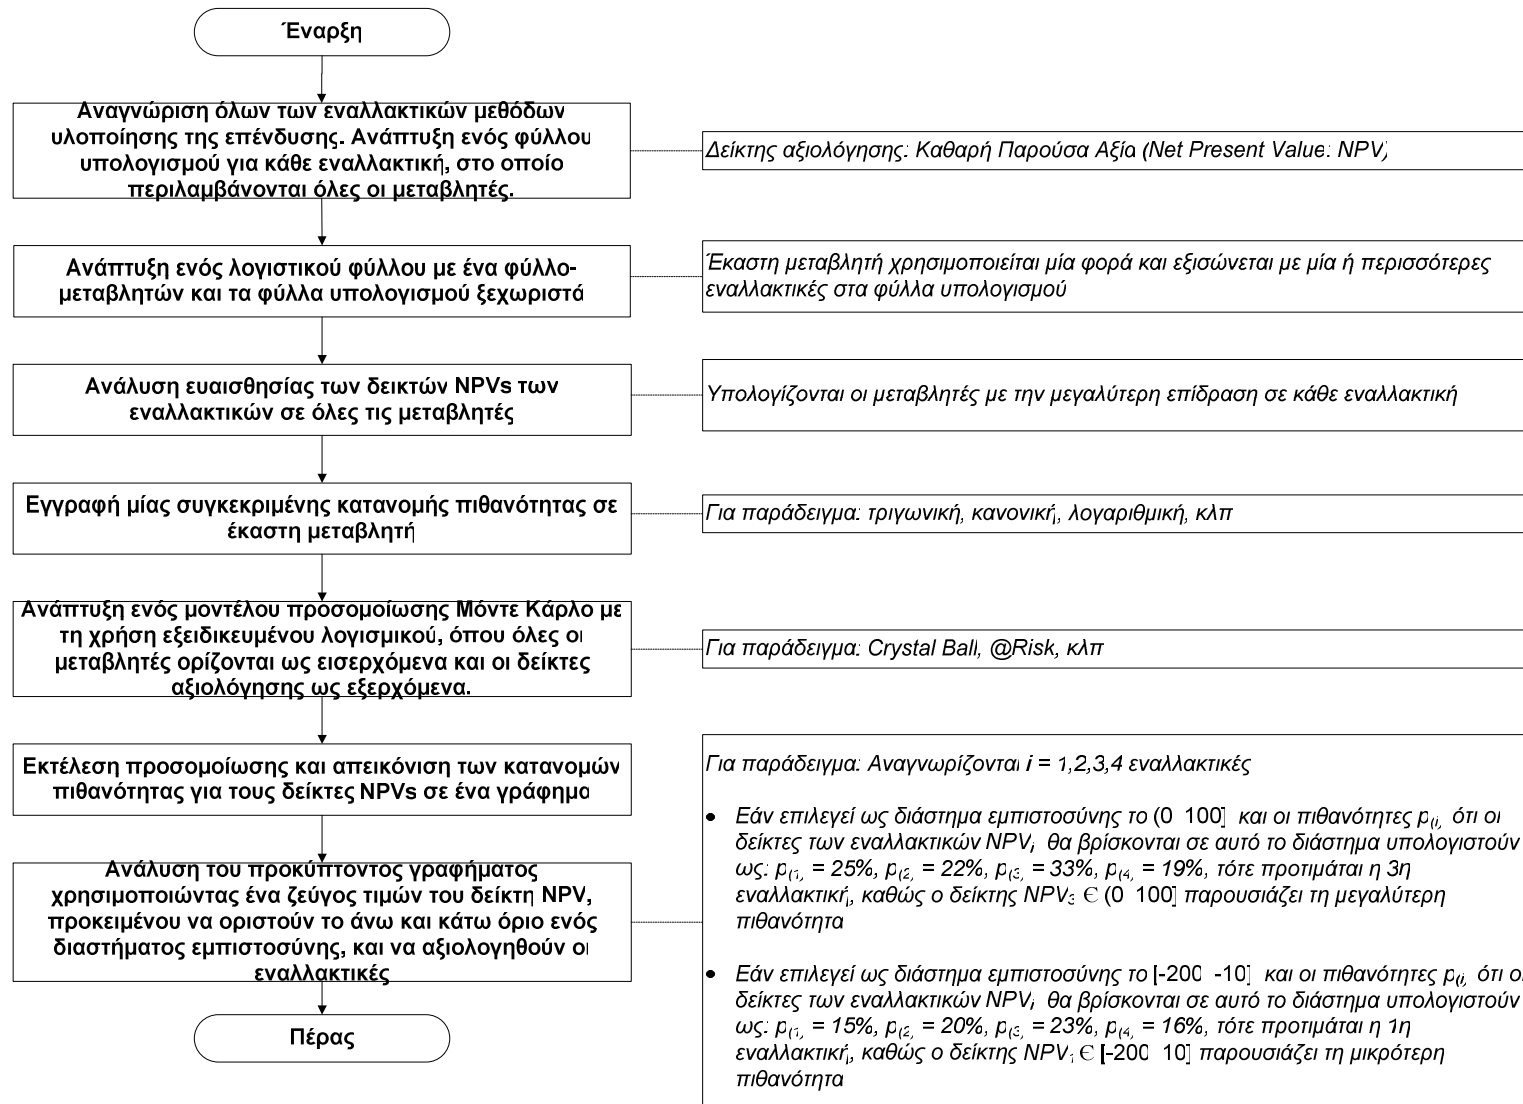 Έναρξη
Αναγνώριση όλων των εναλλακτικών μεθόδων
υλοποίησης της επένδυσης. Ανάπτυξη ενός φύλλου
υπολογισμού για κάθε εναλλακτική, στο οποίο
περιλαμβάνονται όλες οι μεταβλητές.
Δείκτης αξιολόγησης: Καθαρή Παρούσα Αξία (Net Present Value: NPV)
Ανάπτυξη ενός λογιστικού φύλλου με ένα φύλλο-
μεταβλητών και τα φύλλα υπολογισμού ξεχωριστά
Έκαστη μεταβλητή χρησιμοποιείται μία φορά και εξισώνεται με μία ή περισσότερες
εναλλακτικές στα φύλλα υπολογισμού
Ανάλυση ευαισθησίας των δεικτών NPVs των
εναλλακτικών σε όλες τις μεταβλητές
Υπολογίζονται οι μεταβλητές με την μεγαλύτερη επίδραση σε κάθε εναλλακτική
Εγγραφή μίας συγκεκριμένης κατανομής πιθανότητας σε
έκαστη μεταβλητή
Για παράδειγμα: τριγωνική, κανονική, λογαριθμική, κλπ
Ανάπτυξη ενός μοντέλου προσομοίωσης Μόντε Κάρλο με
τη χρήση εξειδικευμένου λογισμικού, όπου όλες οι
μεταβλητές ορίζονται ως εισερχόμενα και οι δείκτες
αξιολόγησης ως εξερχόμενα.
Για παράδειγμα: Crystal Ball, @Risk, κλπ
Εκτέλεση προσομοίωσης και απεικόνιση των κατανομών
πιθανότητας για τους δείκτες NPVs σε ένα γράφημα
Ανάλυση του προκύπτοντος γραφήματος
χρησιμοποιώντας ένα ζεύγος τιμών του δείκτη NPV,
προκειμένου να οριστούν το άνω και κάτω όριο ενός
διαστήματος εμπιστοσύνης, και να αξιολογηθούν οι
εναλλακτικές
Για παράδειγμα: Αναγνωρίζονται i = 1,2,3,4 εναλλακτικές
• Εάν επιλεγεί ως διάστημα εμπιστοσύνης το (0 100] και οι πιθανότητες p(i) ότι οι
δείκτες των εναλλακτικών NPVi θα βρίσκονται σε αυτό το διάστημα υπολογιστούν
ως: p(1) = 25%, p(2) = 22%, p(3) = 33%, p(4) = 19%, τότε προτιμάται η 3η
εναλλακτική, καθώς ο δείκτης NPV3 Є (0 100] παρουσιάζει τη μεγαλύτερη
πιθανότητα
• Εάν επιλεγεί ως διάστημα εμπιστοσύνης το [-200 -10] και οι πιθανότητες p(i) ότι οι
δείκτες των εναλλακτικών NPVi θα βρίσκονται σε αυτό το διάστημα υπολογιστούν
ως: p(1) = 15%, p(2) = 20%, p(3) = 23%, p(4) = 16%, τότε προτιμάται η 1η
εναλλακτική, καθώς ο δείκτης NPV1 Є [-200 10] παρουσιάζει τη μικρότερη
πιθανότητα
Πέρας